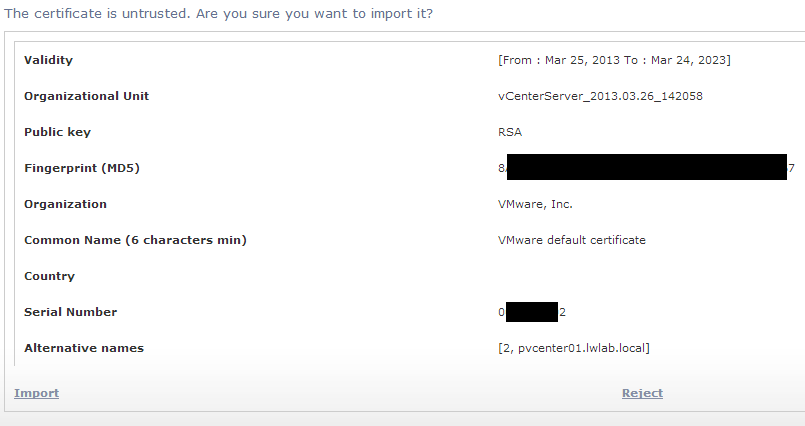 The certificate is untrusted. Are you sure you want to import it?
Validity [From : Mar 25, 2013 To : Mar 24, 2023]
Organizational Unit vCenterServer_2013.03.26_142058
Public key RSA
Fingerprint (MD5) 8 7
Organization VMware, Inc.
Common Name (6 characters min) VMware default certificate
Country
Serial Number 0 2
Alternative names [2, pvcenter01.lwlab.local]
Import Reject